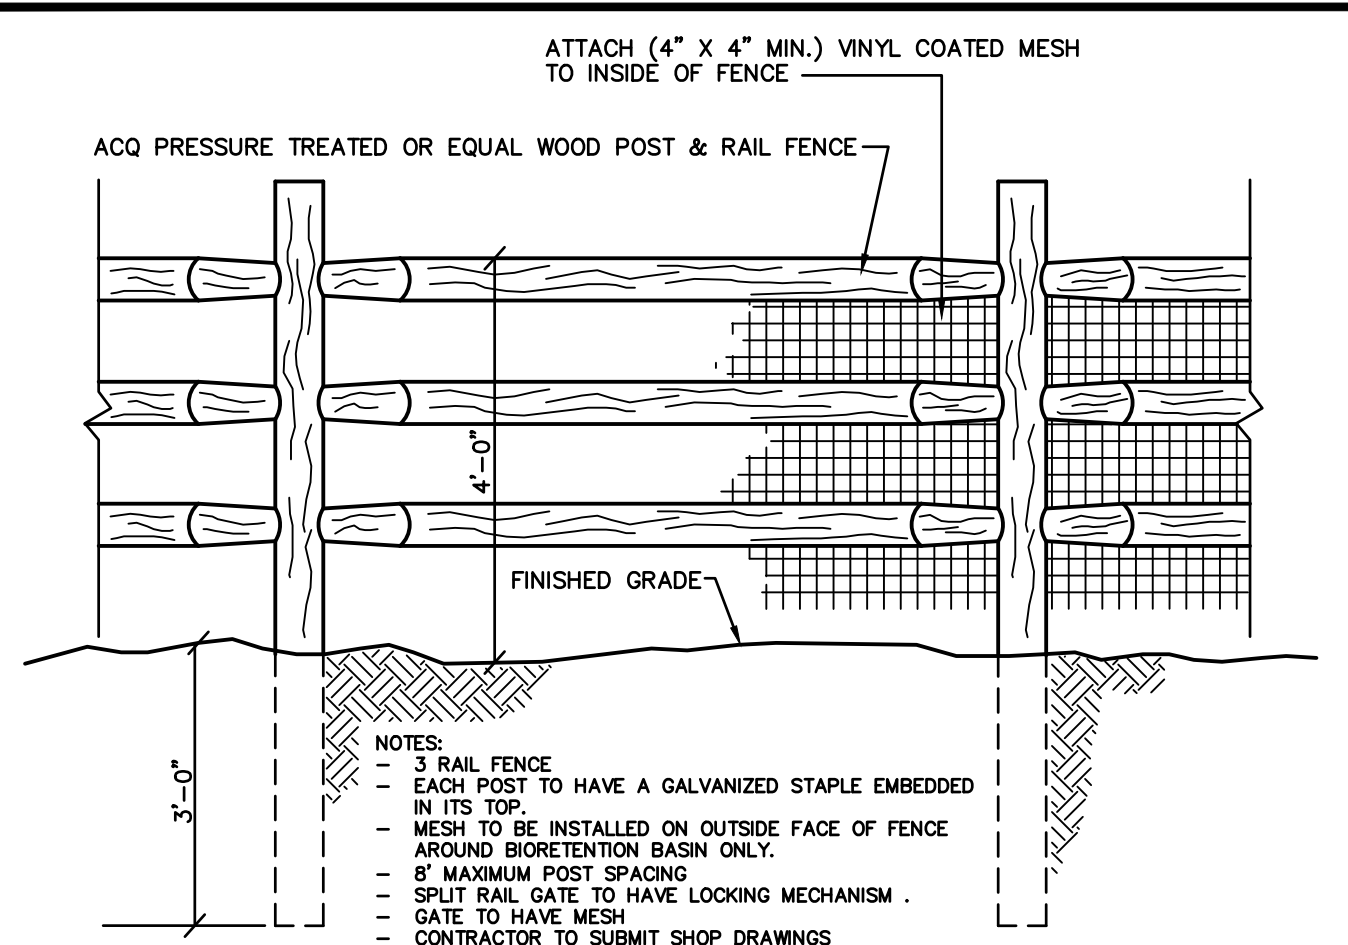 ATTACH (4" X 4" MIN.) VINYL COATED MESH
TO INSIDE OF FENCE
ACQ PRESSURE TREATED OR EQUAL WOOD POST & RAIL FENCE
4'-0"
FINISHED GRADE
3'-0"
NOTES:
- 3 RAIL FENCE
- EACH POST TO HAVE A GALVANIZED STAPLE EMBEDDED
IN ITS TOP.
- MESH TO BE INSTALLED ON OUTSIDE FACE OF FENCE
AROUND BIORETENTION BASIN ONLY.
- 8' MAXIMUM POST SPACING
- SPLIT RAIL GATE TO HAVE LOCKING MECHANISM .
- GATE TO HAVE MESH
- CONTRACTOR TO SUBMIT SHOP DRAWINGS